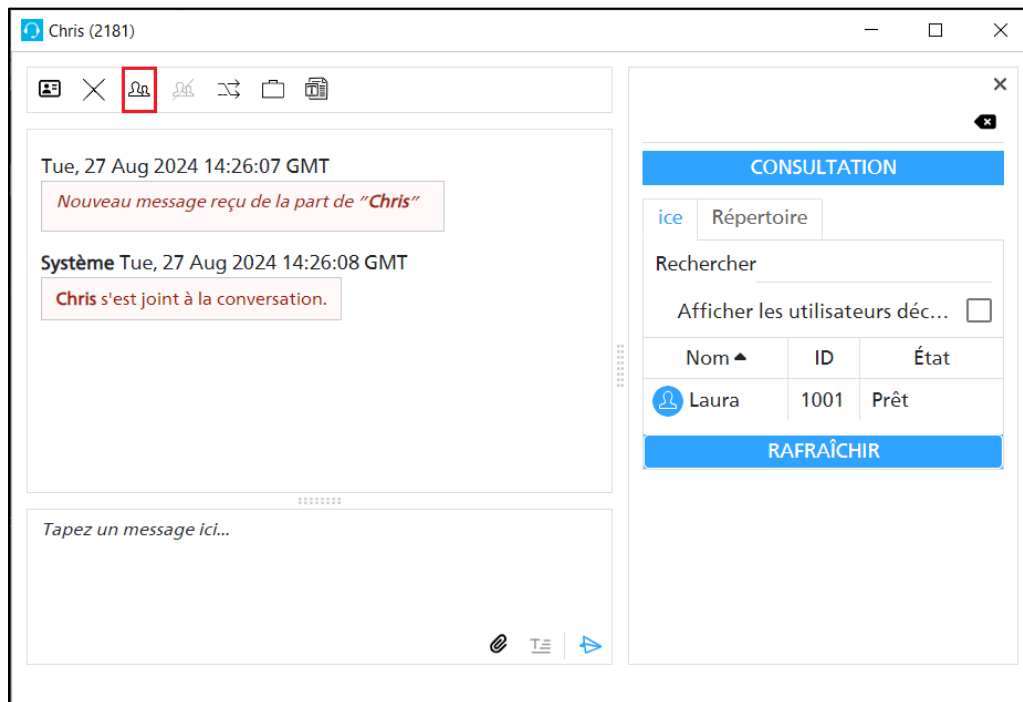 Chris (2181)
Tue, 27 Aug 2024 14:26:07 GMT
Nouveau message reçu de la part de "Chris"
Système Tue, 27 Aug 2024 14:26:08 GMT
Chris s'est joint à la conversation.
Tapez un message ici...
CONSULTATION
ice Répertoire
Rechercher
Afficher les utilisateurs déc...
Nom ID État
Laura 1001 Prêt
RAFRAÎCHIR